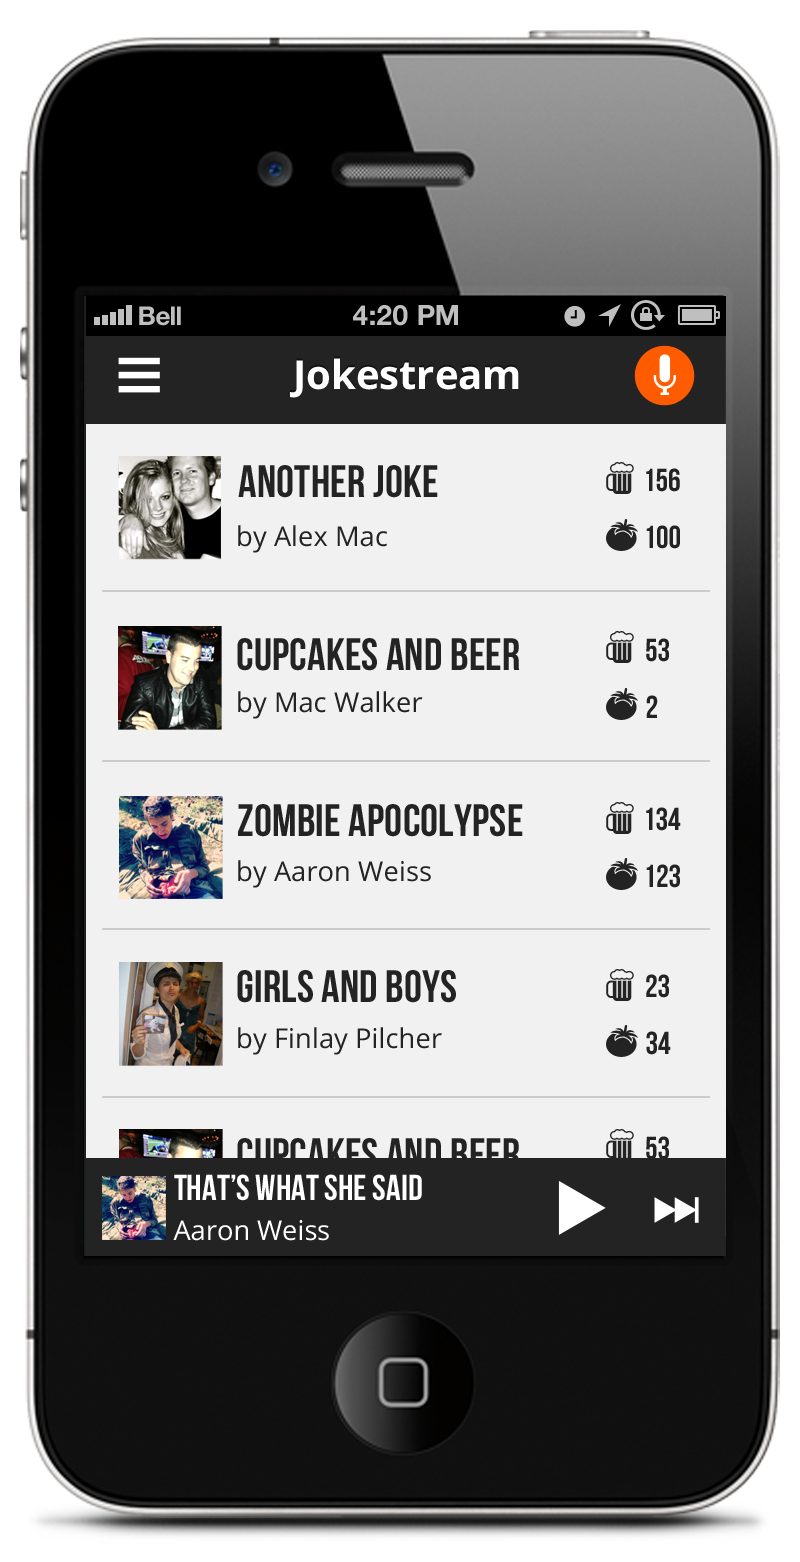 Bell 4:20 PM
Jokestream
ANOTHER JOKE 156
by Alex Mac 100
CUPCAKES AND BEER 53
by Mac Walker 2
ZOMBIE APOCOLYPSE 134
by Aaron Weiss 123
GIRLS AND BOYS 23
by Finlay Pilcher 34
CUPCAKES AND BEER 53
THAT'S WHAT SHE SAID
Aaron Weiss